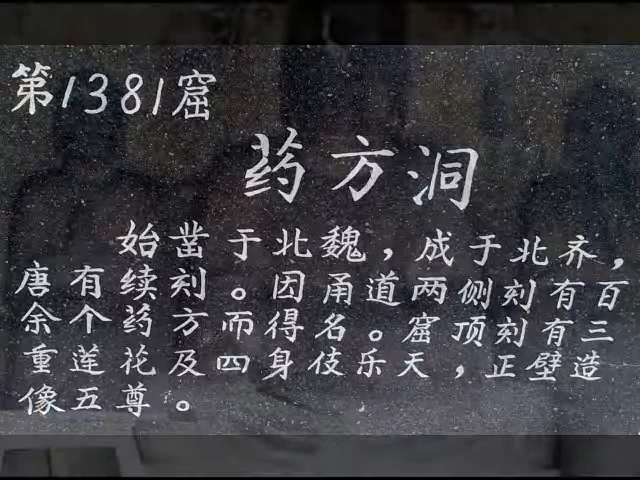 第1381窟
药方洞
始凿于北魏，成于北齐，
唐有续刻。因甬道两侧刻有百
余个药方而得名。窟顶刻有三
重莲花及四身伎乐天，正壁造
像五尊。